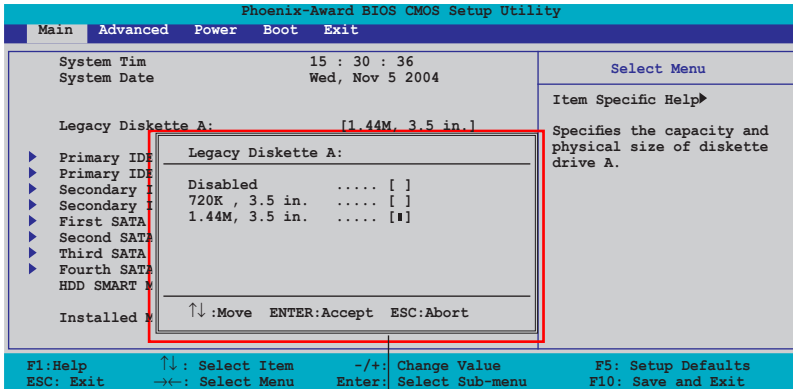 Phoenix-Award BIOS CMOS Setup Utility
Main Advanced Power Boot Exit
System Tim 15 : 30 : 36
System Date Wed, Nov 5 2004
Legacy Diskette A: [1.44M, 3.5 in.]
Primary IDE
Primary IDE
Secondary I
Secondary I
First SATA
Second SATA
Third SATA
Fourth SATA
HDD SMART M
Installed M
Legacy Diskette A:
Disabled ..... [ ]
720K , 3.5 in. ..... [ ]
1.44M, 3.5 in. ..... [▮]
↑↓ :Move ENTER:Accept ESC:Abort
Select Menu
Item Specific Help▶
Specifies the capacity and
physical size of diskette
drive A.
F1:Help ↑↓ : Select Item -/+: Change Value F5: Setup Defaults
ESC: Exit →←: Select Menu Enter: Select Sub-menu F10: Save and Exit